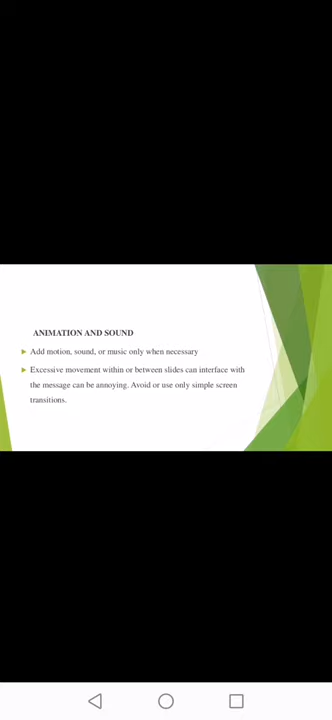 ANIMATION AND SOUND
Add motion, sound, or music only when necessary
Excessive movement within or between slides can interface with
the message can be annoying. Avoid or use only simple screen
transitions.